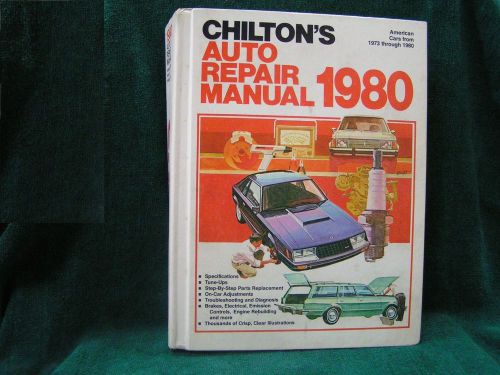 CHILTON'S
AUTO
REPAIR
MANUAL 1980
American
Cars from
1973 through 1980
Specifications
Tune-Ups
Step-By-Step Parts Replacement
On-Car Adjustments
Troubleshooting and Diagnosis
Brakes, Electrical, Emission
Controls, Engine Rebuilding
and more
Thousands of Crisp, Clear Illustrations